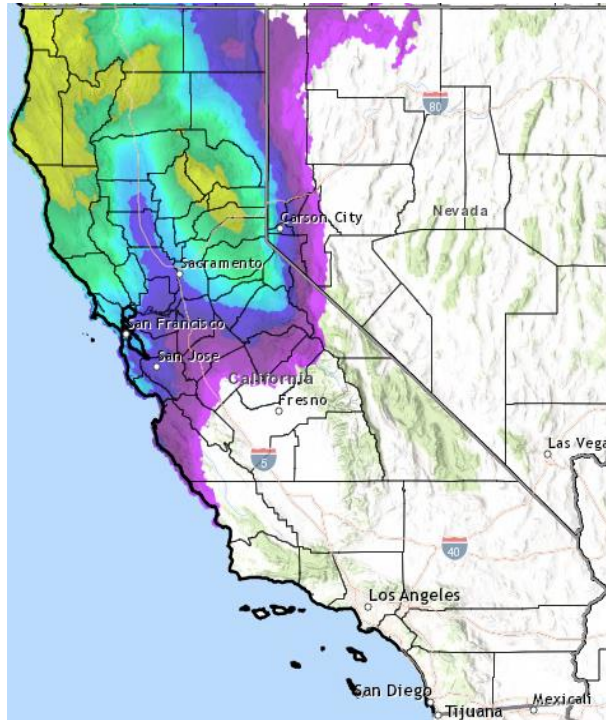 80
Nevada
Carson City
Sacramento
San Francisco
San Jose
California
Fresno
5
Las Vega
40
Los Angeles
San Diego
Tijuana
Mexicali